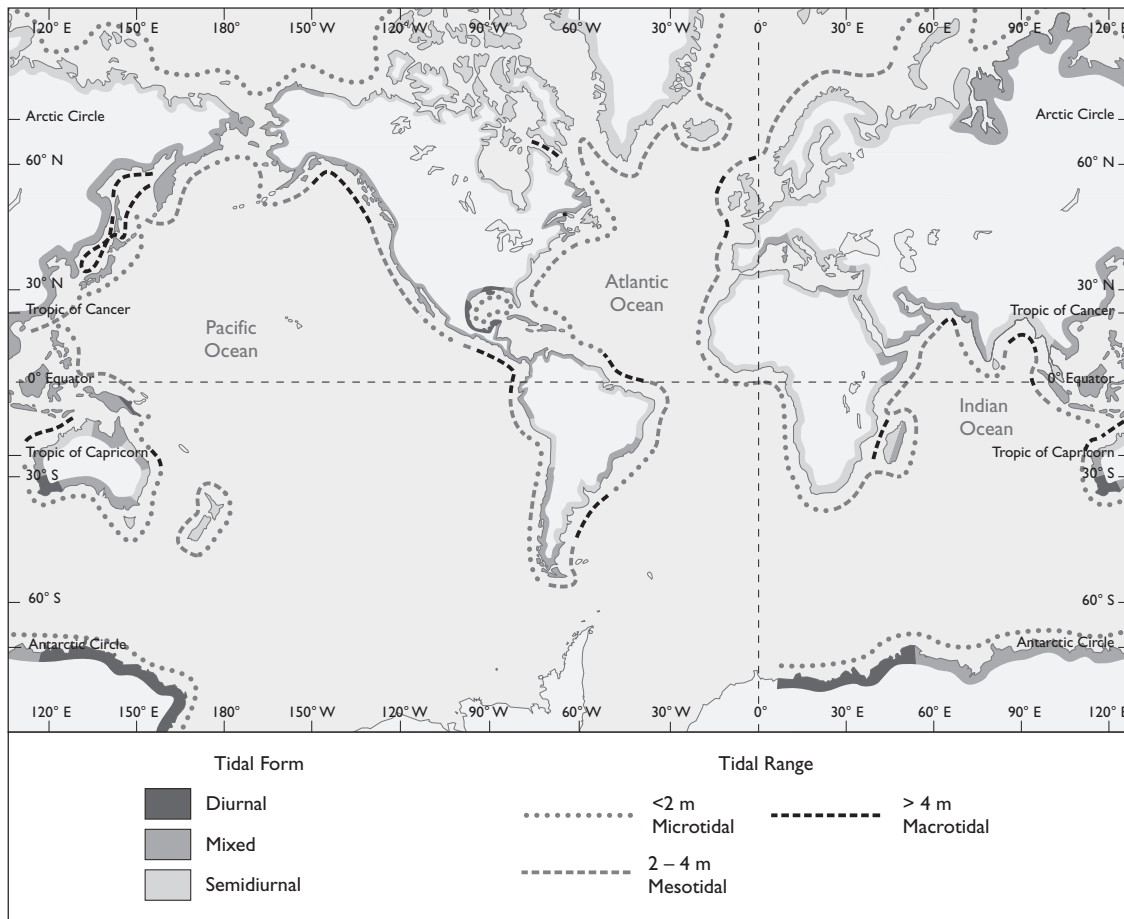 120° E 150° E 180 150°W 120°W 90°W 60°W 30°W 0° 30° E 60° E 90° E 120° E
Arctic Circle Arctic Circle
60° N 60° N
30° N 30° N
Atlantic
Ocean
Tropic of Cancer Tropic of Cancer
Pacific
Ocean
0° Equator 0° Equator
Indian
Ocean
Tropic of Capricorn Tropic of Capricorn
30° S 30° S
60° S 60° S
Antarctic Circle Antarctic Circle
120° E 150° E 180 150°W 120°W 90°W 60°W 30°W 0° 30° E 60° E 90° E 120° E
Tidal Form
Diurnal
Mixed
Semidiurnal
Tidal Range
<2 m
Microtidal
> 4 m
Macrotidal
2 – 4 m
Mesotidal